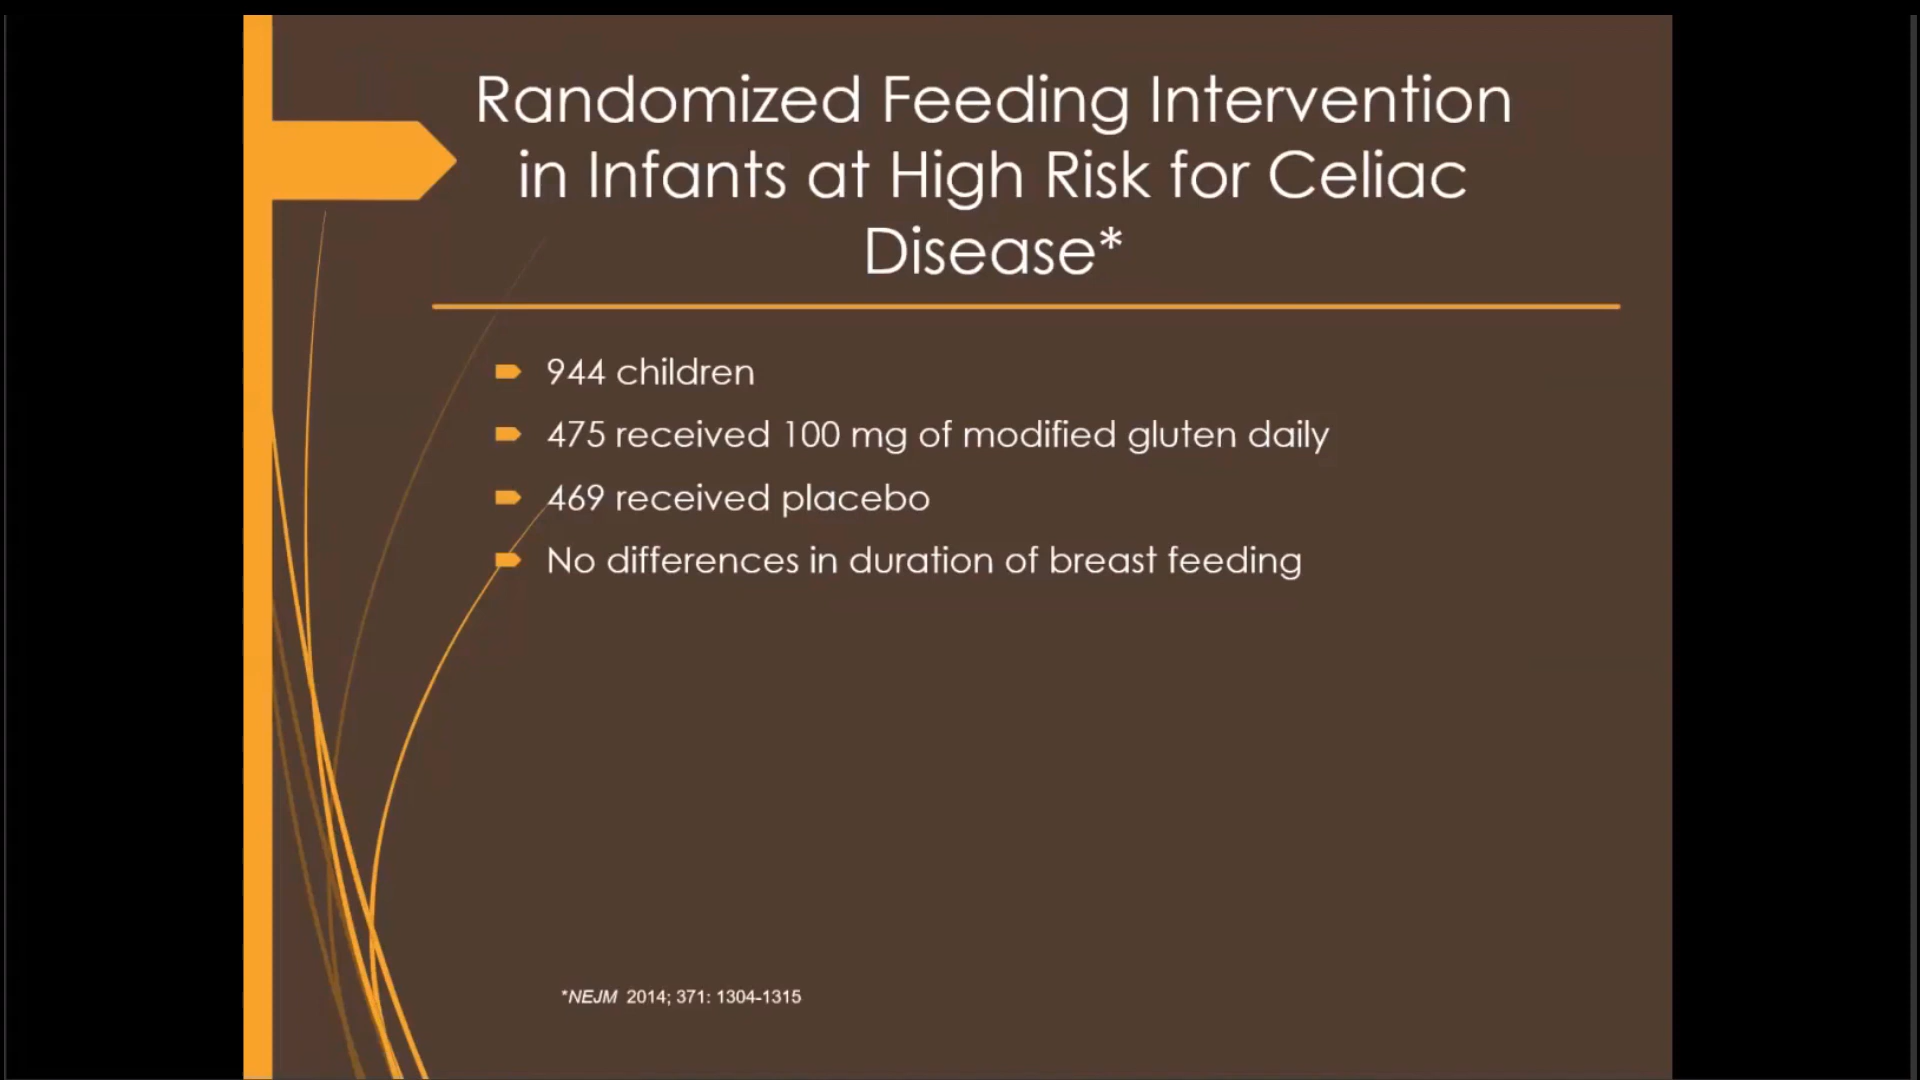 Randomized Feeding Intervention
in Infants at High Risk for Celiac
Disease*
944 children
475 received 100 mg of modified gluten daily
469 received placebo
No differences in duration of breast feeding
*NEJM 2014; 371: 1304-1315